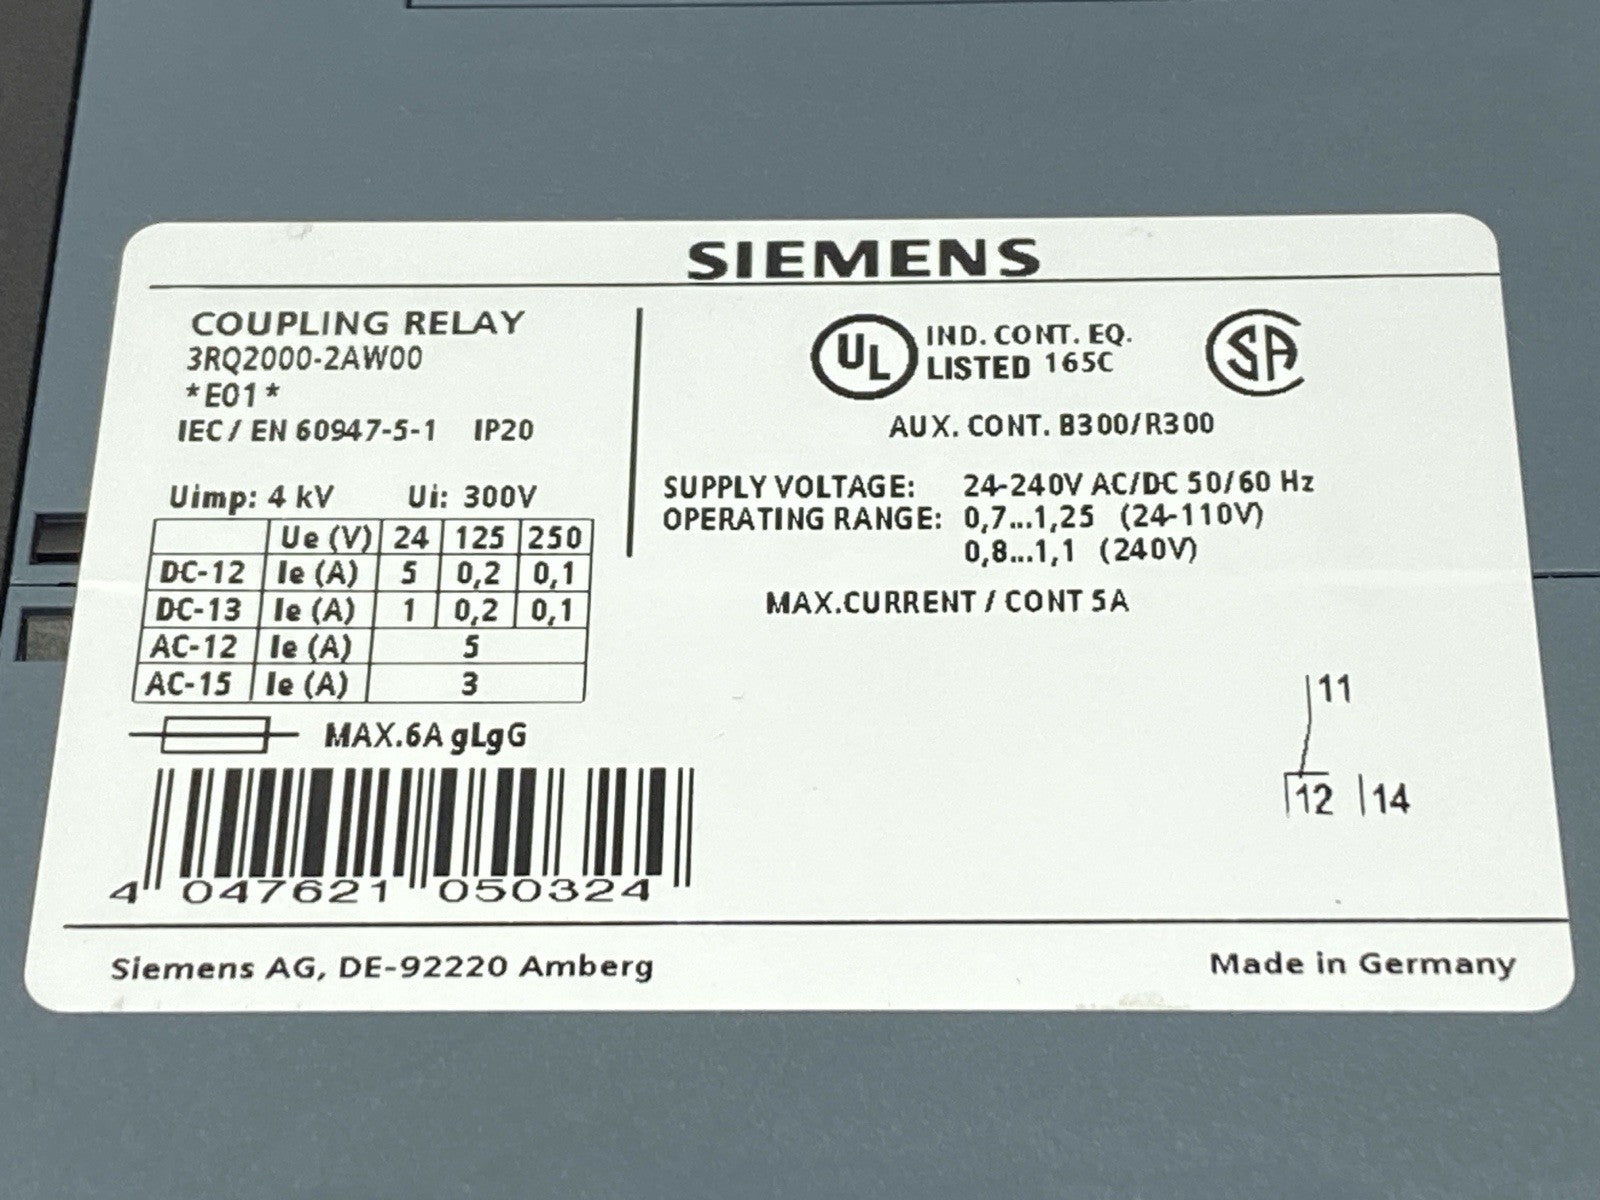 SIEMENS
COUPLING RELAY
3RQ2000-2AW00
*E01*
IEC/ EN 60947-5-1 IP20
Uimp: 4 kV Ui: 300V
Ue (V) 24 125 250
DC-12 Ie (A) 5 0,2 0,1
DC-13 Ie (A) 1 0,2 0,1
AC-12 Ie (A) 5
AC-15 Ie (A) 3
MAX.6A gLgG
4 047621 050324
UL IND. CONT. EQ.
LISTED 165C
SA
AUX. CONT. B300/R300
SUPPLY VOLTAGE: 24-240V AC/DC 50/60 Hz
OPERATING RANGE: 0,7...1,25 (24-110V)
0,8...1,1 (240V)
MAX.CURRENT / CONT 5A
11
12 14
Siemens AG, DE-92220 Amberg
Made in Germany